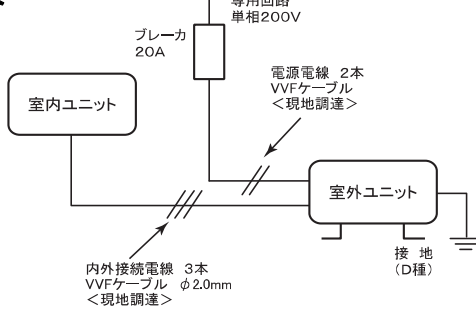 専用回路
単相200V
ブレーカ
20A
電源電線 2本
VVFケーブル
<現地調達>
室内ユニット
室外ユニット
接 地
(D種)
内外接続電線 3本
VVFケーブル φ2.0mm
<現地調達>